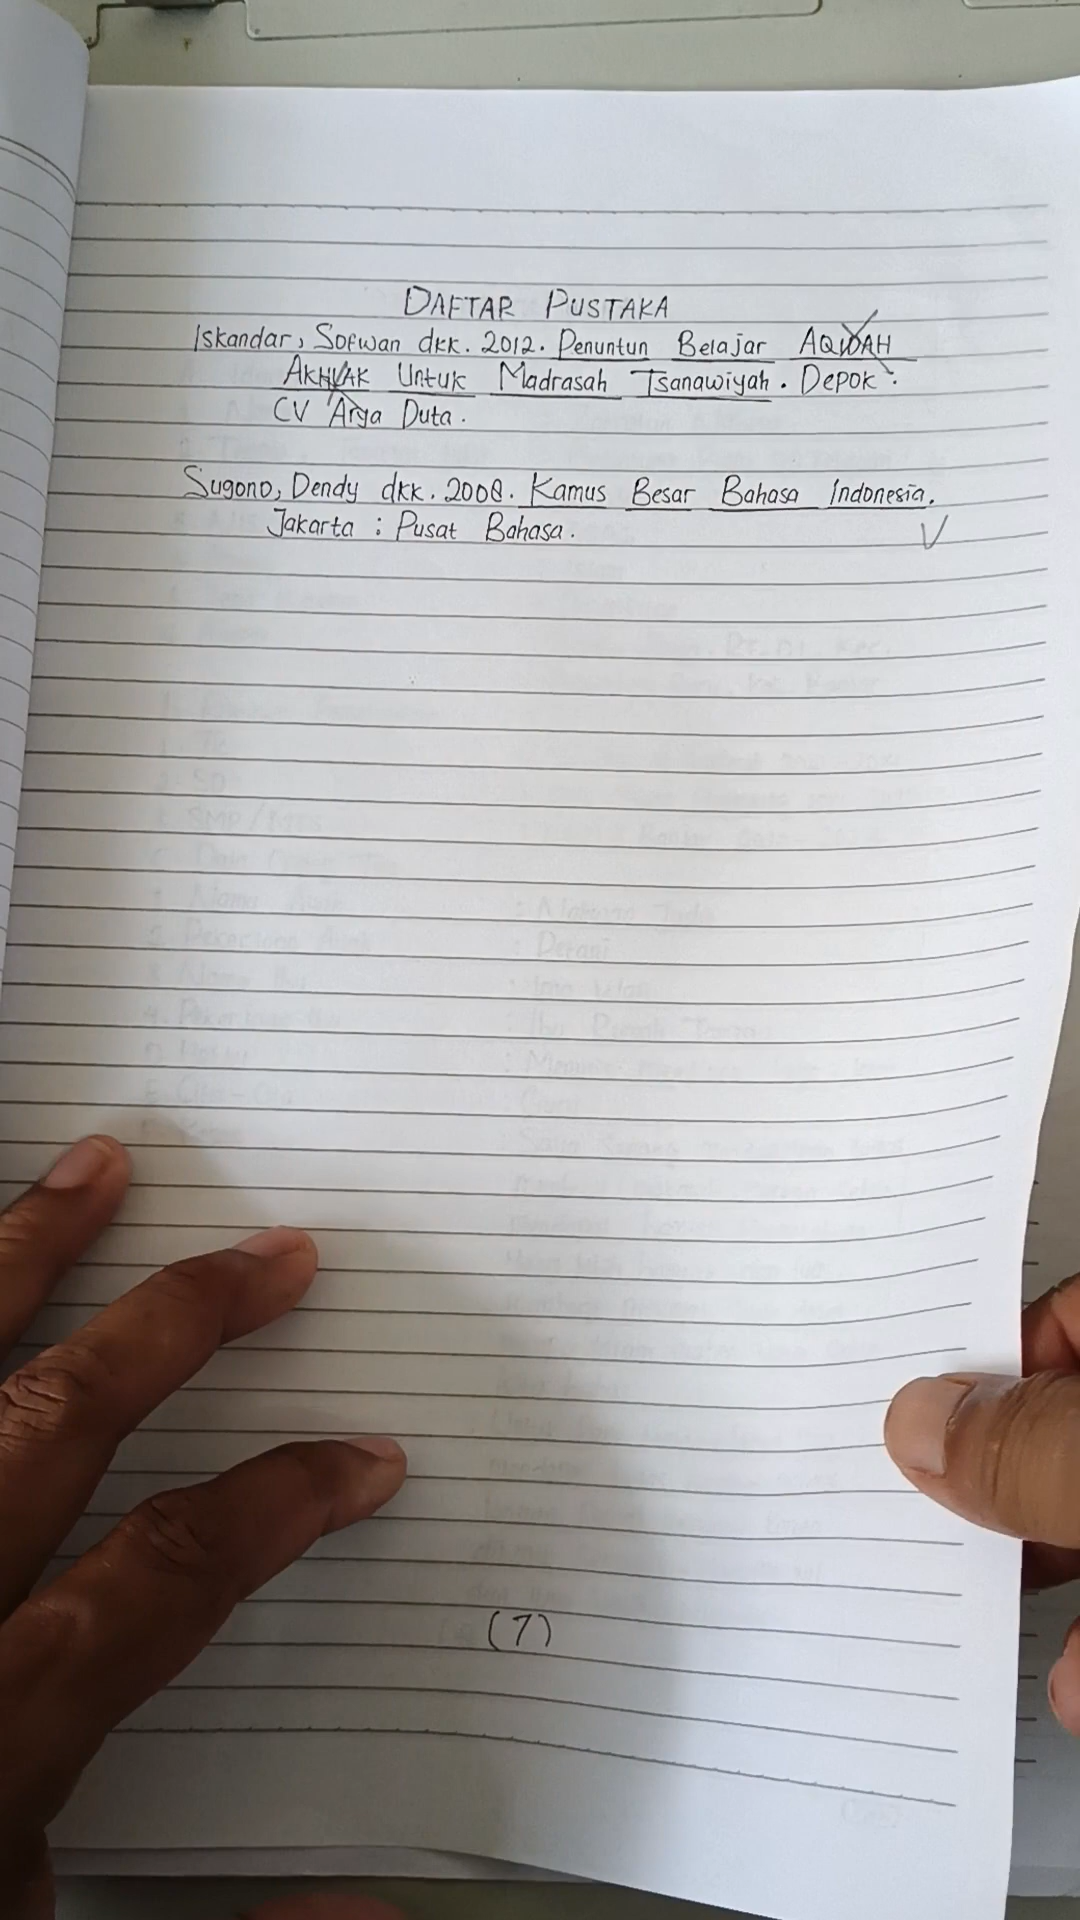 DAFTAR PUSTAKA
Iskandar, Sofwan dkk. 2012. Penuntun Belajar AQIDAH
AKHLAK Untuk Madrasah Tsanawiyah. Depok :
CV Arya Duta.
Sugono, Dendy dkk. 2008. Kamus Besar Bahasa Indonesia.
Jakarta : Pusat Bahasa.
(7)